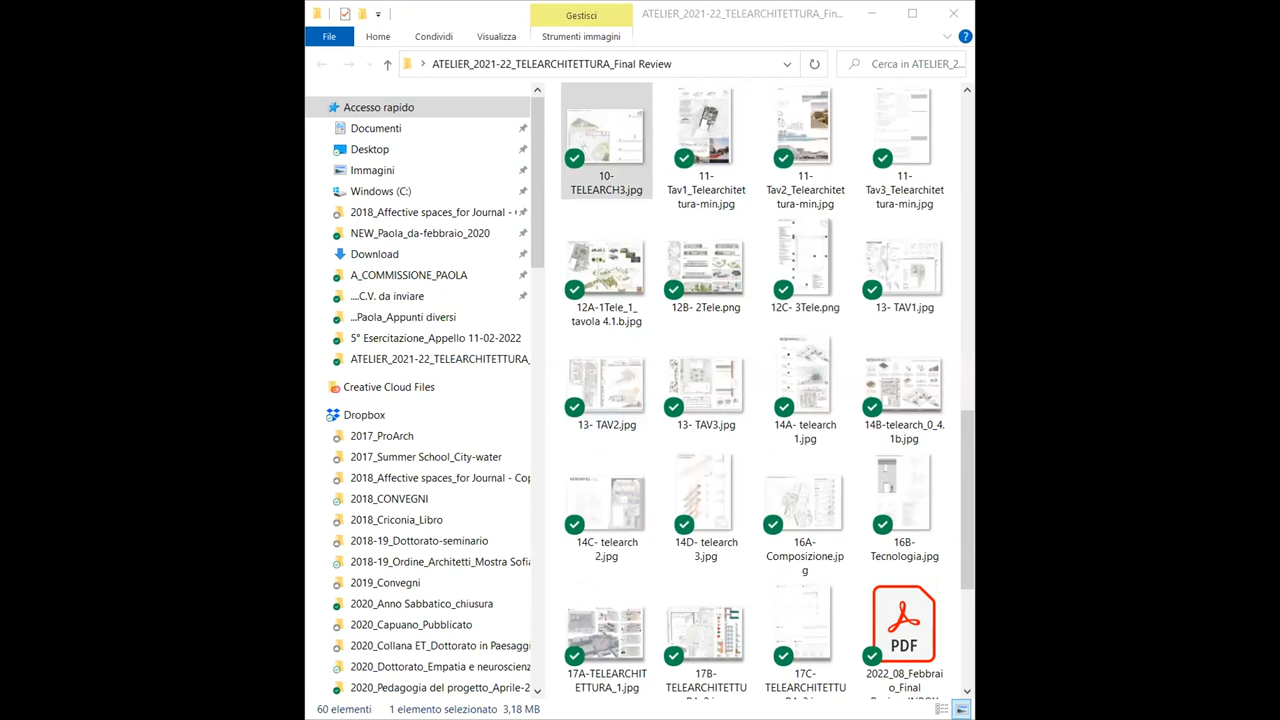 Gestisci
ATELIER_2021-22_TELEARCHITETTURA_Fin...
File
Home
Condividi
Visualizza
Strumenti immagini
ATELIER_2021-22_TELEARCHITETTURA_Final Review
Cerca in ATELIER_2...
Accesso rapido
Documenti
Desktop
Immagini
Windows (C:)
2018_Affective spaces_for Journal -
NEW_Paola_da-febbraio_2020
Download
A_COMMISSIONE_PAOLA
....C.V. da inviare
...Paola_Appunti diversi
5° Esercitazione_Appello 11-02-2022
ATELIER_2021-22_TELEARCHITETTURA_
Creative Cloud Files
Dropbox
2017_ProArch
2017_Summer School_City-water
2018_Affective spaces_for Journal - Cop
2018_CONVEGNI
2018_Criconia_Libro
2018-19_Dottorato-seminario
2018-19_Ordine_Architetti_Mostra Sofia
2019_Convegni
2020_Anno Sabbatico_chiusura
2020_Capuano_Pubblicato
2020_Collana ET_Dottorato in Paesaggi
2020_Dottorato_Empatia e neuroscienz
2020_Pedagogia del progetto_Aprile-2
10-
TELEARCH3.jpg
11-
Tav1_Telearchitet
tura-min.jpg
11-
Tav2_Telearchitet
tura-min.jpg
11-
Tav3_Telearchitet
tura-min.jpg
12A-1Tele_1_
tavola 4.1.b.jpg
12B- 2Tele.png
12C- 3Tele.png
13- TAV1.jpg
13- TAV2.jpg
13- TAV3.jpg
14A- telearch
1.jpg
14B-telearch_0_4.
1b.jpg
14C- telearch
2.jpg
14D- telearch
3.jpg
16A-
Composizione.jp
g
16B-
Tecnologia.jpg
17A-TELEARCHIT
ETTURA_1.jpg
17B-
TELEARCHITETTU
17C-
TELEARCHITETTU
PDF
2022_08_Febbrai
o_Final
60 elementi
1 elemento selezionato 3,18 MB